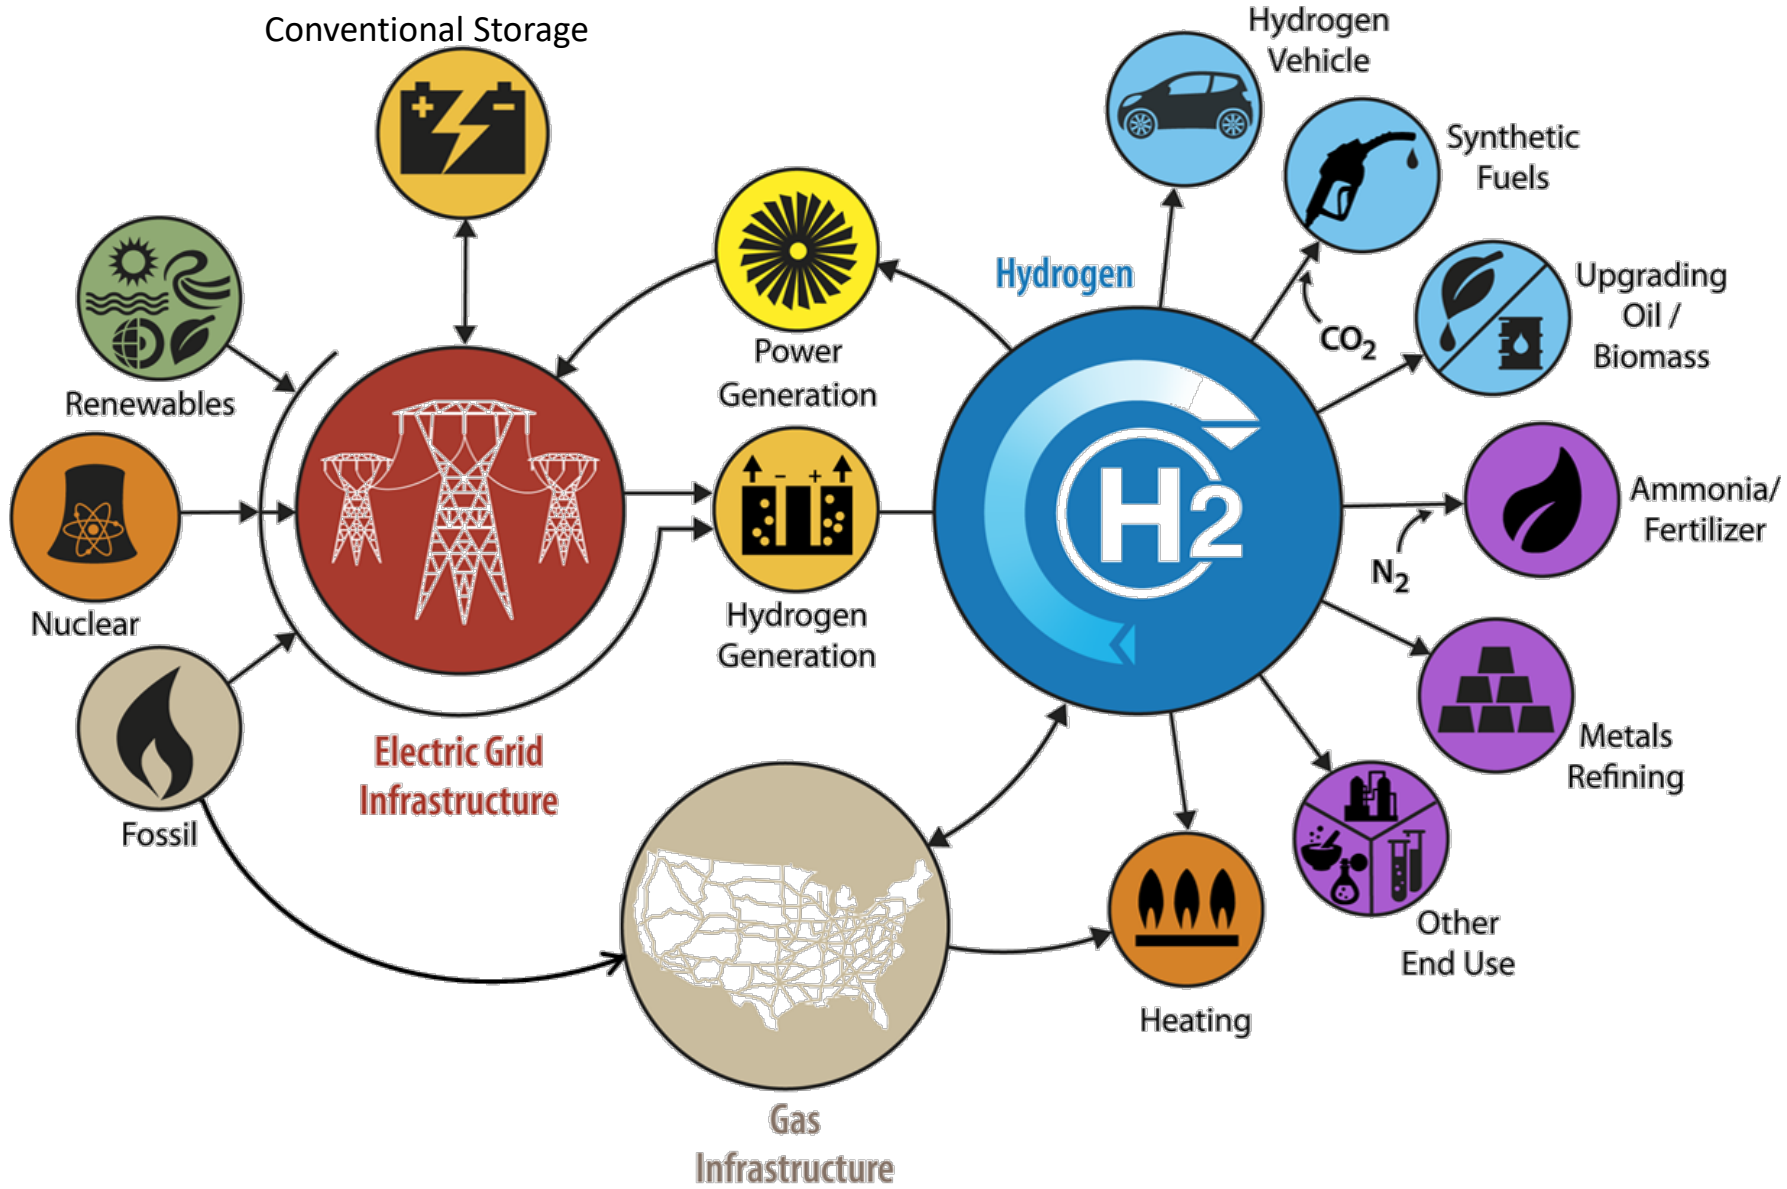 Conventional Storage
Hydrogen
Vehicle
Synthetic
Fuels
Upgrading
Oil /
Biomass
CO₂
Renewables
Power
Generation
Hydrogen
H2
Ammonia/
Fertilizer
N₂
Nuclear
Hydrogen
Generation
- +
+ -
Metals
Refining
Electric Grid
Infrastructure
Fossil
Other
End Use
Heating
Gas
Infrastructure